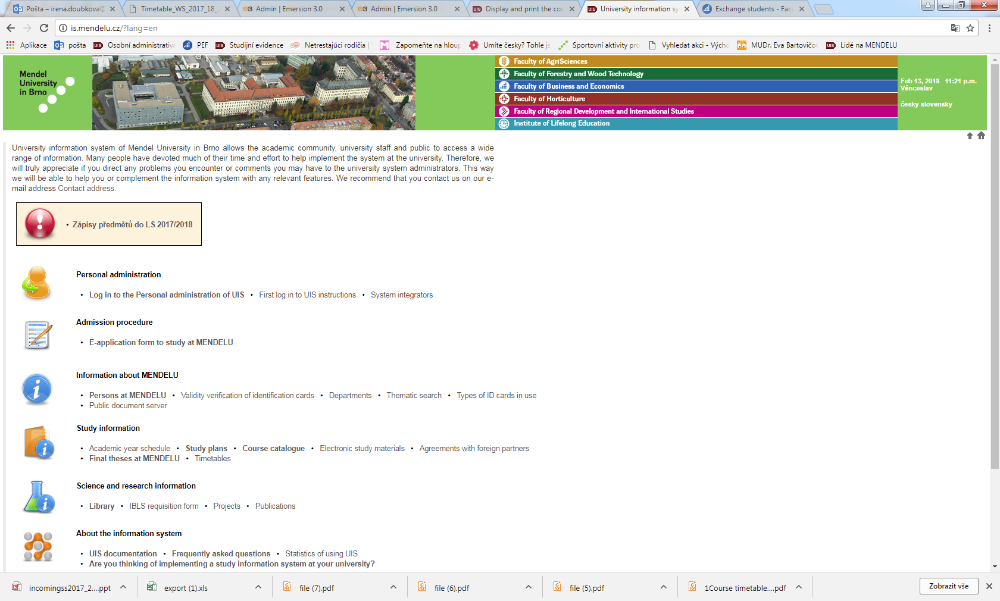 Pošta – irena.doubkova@
Timetable_WS_2017_18_
Admin | Emersion 3.0
Admin | Emersion 3.0
Display and print the cou
University information sy
Exchange students - Facu
is.mendelu.cz/?lang=en
Aplikace
pošta
Osobní administrativa
PEF
Studijní evidence
Netrestajúci rodičia |
Zapomeňte na hloup
Umíte česky? Tohle js
Sportovní aktivity pro
Vyhledat akci - Vých
MUDr. Eva Bartovičov
Lidé na MENDELU
Mendel
University
in Brno
Faculty of AgriSciences
Faculty of Forestry and Wood Technology
Faculty of Business and Economics
Faculty of Horticulture
Faculty of Regional Development and International Studies
Institute of Lifelong Education
Feb 13, 2018 11:21 p.m.
Věnceslav
česky slovensky
University information system of Mendel University in Brno allows the academic community, university staff and public to access a wide
range of information. Many people have devoted much of their time and effort to help implement the system at the university. Therefore, we
will truly appreciate if you direct any problems you encounter or comments you may have to the university system administrators. This way
we will be able to help you or complement the information system with any relevant features. We recommend that you contact us on our e-
mail address Contact address.
• Zápisy předmětů do LS 2017/2018
Personal administration
• Log in to the Personal administration of UIS • First log in to UIS instructions • System integrators
Admission procedure
• E-application form to study at MENDELU
Information about MENDELU
• Persons at MENDELU • Validity verification of identification cards • Departments • Thematic search • Types of ID cards in use
• Public document server
Study information
• Academic year schedule • Study plans • Course catalogue • Electronic study materials • Agreements with foreign partners
• Final theses at MENDELU • Timetables
Science and research information
• Library • IBLS requisition form • Projects • Publications
About the information system
• UIS documentation • Frequently asked questions • Statistics of using UIS
• Are you thinking of implementing a study information system at your university?
incomingss2017_2....ppt
export (1).xls
file (7).pdf
file (6).pdf
file (5).pdf
1Course timetable....pdf
Zobrazit vše